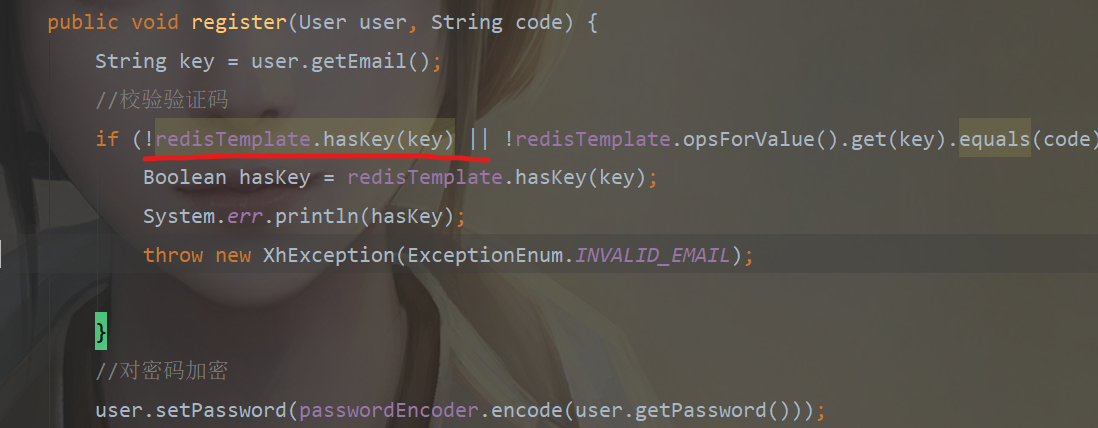 public void register(User user, String code) {
String key = user.getEmail();
//校验验证码
if (!redisTemplate.hasKey(key) || !redisTemplate.opsForValue().get(key).equals(code)
Boolean hasKey = redisTemplate.hasKey(key);
System.err.println(hasKey);
throw new XhException(ExceptionEnum.INVALID_EMAIL);
}
//对密码加密
user.setPassword(passwordEncoder.encode(user.getPassword()));